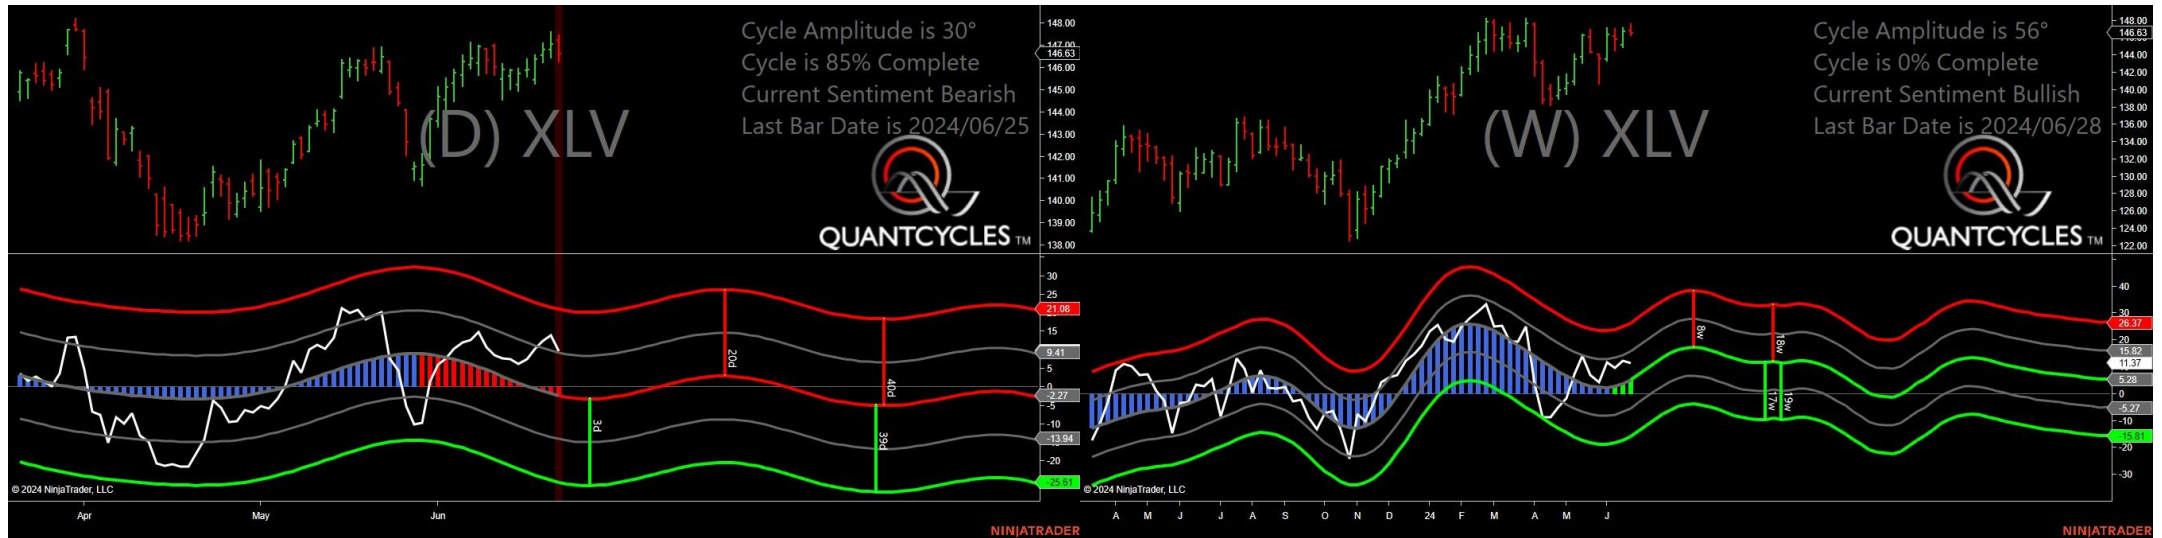 Cycle Amplitude is 30°
Cycle is 85% Complete
Current Sentiment Bearish
Last Bar Date is 2024/06/25
(D) XLV
QUANTCYCLES TM
148.00
147.00
146.63
146.00
145.00
144.00
143.00
142.00
141.00
140.00
139.00
138.00
30
25
21.08
15
9.41
5
0
-2.27
-5
-10
-13.94
-20
-25.61
20d
40d
3d
39d
© 2024 NinjaTrader, LLC
Apr
May
Jun
NINJATRADER
Cycle Amplitude is 56°
Cycle is 0% Complete
Current Sentiment Bullish
Last Bar Date is 2024/06/28
(W) XLV
QUANTCYCLES TM
148.00
146.63
144.00
142.00
140.00
138.00
136.00
134.00
132.00
130.00
128.00
126.00
124.00
122.00
40
30
26.37
20
15.82
11.37
5.28
0
-5.27
-10
-15.81
-20
-30
8w
18w
17w
19w
© 2024 NinjaTrader, LLC
A M J J A S O N D 24 F M A M J
NINJATRADER